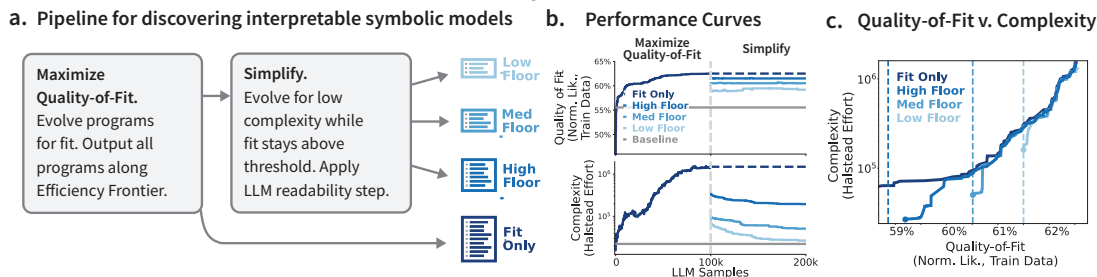 a. Pipeline for discovering interpretable symbolic models
Maximize
Quality-of-Fit.
Evolve programs
for fit. Output all
programs along
Efficiency Frontier.
Simplify.
Evolve for low
complexity while
fit stays above
threshold. Apply
LLM readability step.
Low
Floor
Med
Floor
High
Floor
Fit
Only
b. Performance Curves
Maximize
Quality-of-Fit
Simplify
Quality of Fit
(Norm. Lik.,
Train Data)
65%
60%
55%
50%
Fit Only
High Floor
Med Floor
Low Floor
Baseline
Complexity
(Halstead Effort)
10⁶
10⁵
0
100k
200k
LLM Samples
c. Quality-of-Fit v. Complexity
Complexity
(Halstead Effort)
10⁶
10⁵
Fit Only
High Floor
Med Floor
Low Floor
59%
60%
61%
62%
Quality-of-Fit
(Norm. Lik., Train Data)